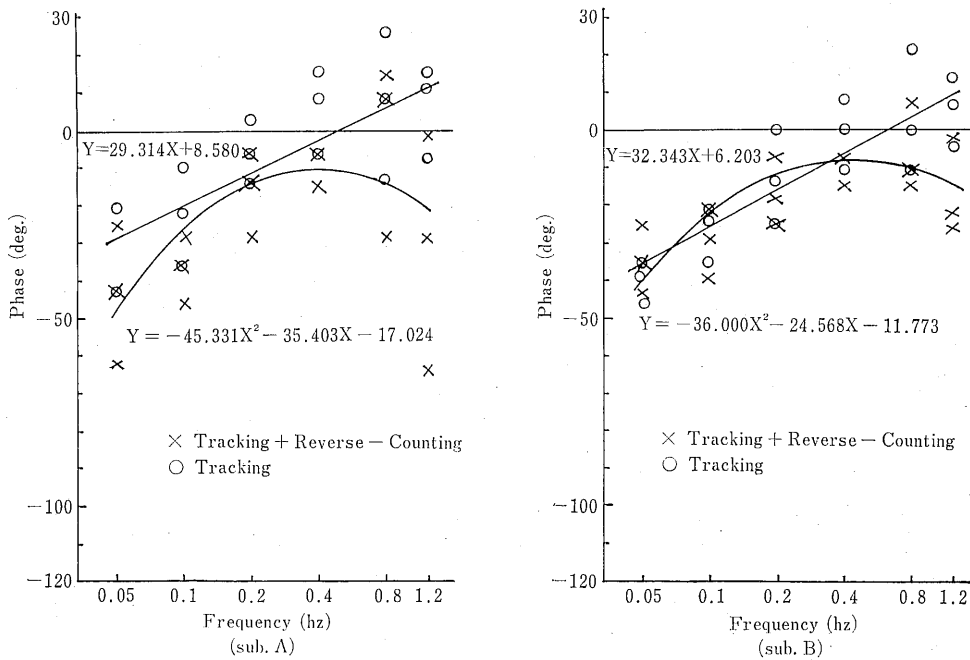 30
0
−50
−100
−120
Phase (deg.)
Y=29.314X+8.580
Y = −45.331X² − 35.403X − 17.024
× Tracking + Reverse − Counting
○ Tracking
0.05 0.1 0.2 0.4 0.8 1.2
Frequency (hz)
(sub. A)
30
0
−50
−100
−120
Phase (deg.)
Y=32.343X+6.203
Y = −36.000X² − 24.568X − 11.773
× Tracking + Reverse − Counting
○ Tracking
0.05 0.1 0.2 0.4 0.8 1.2
Frequency (hz)
(sub. B)